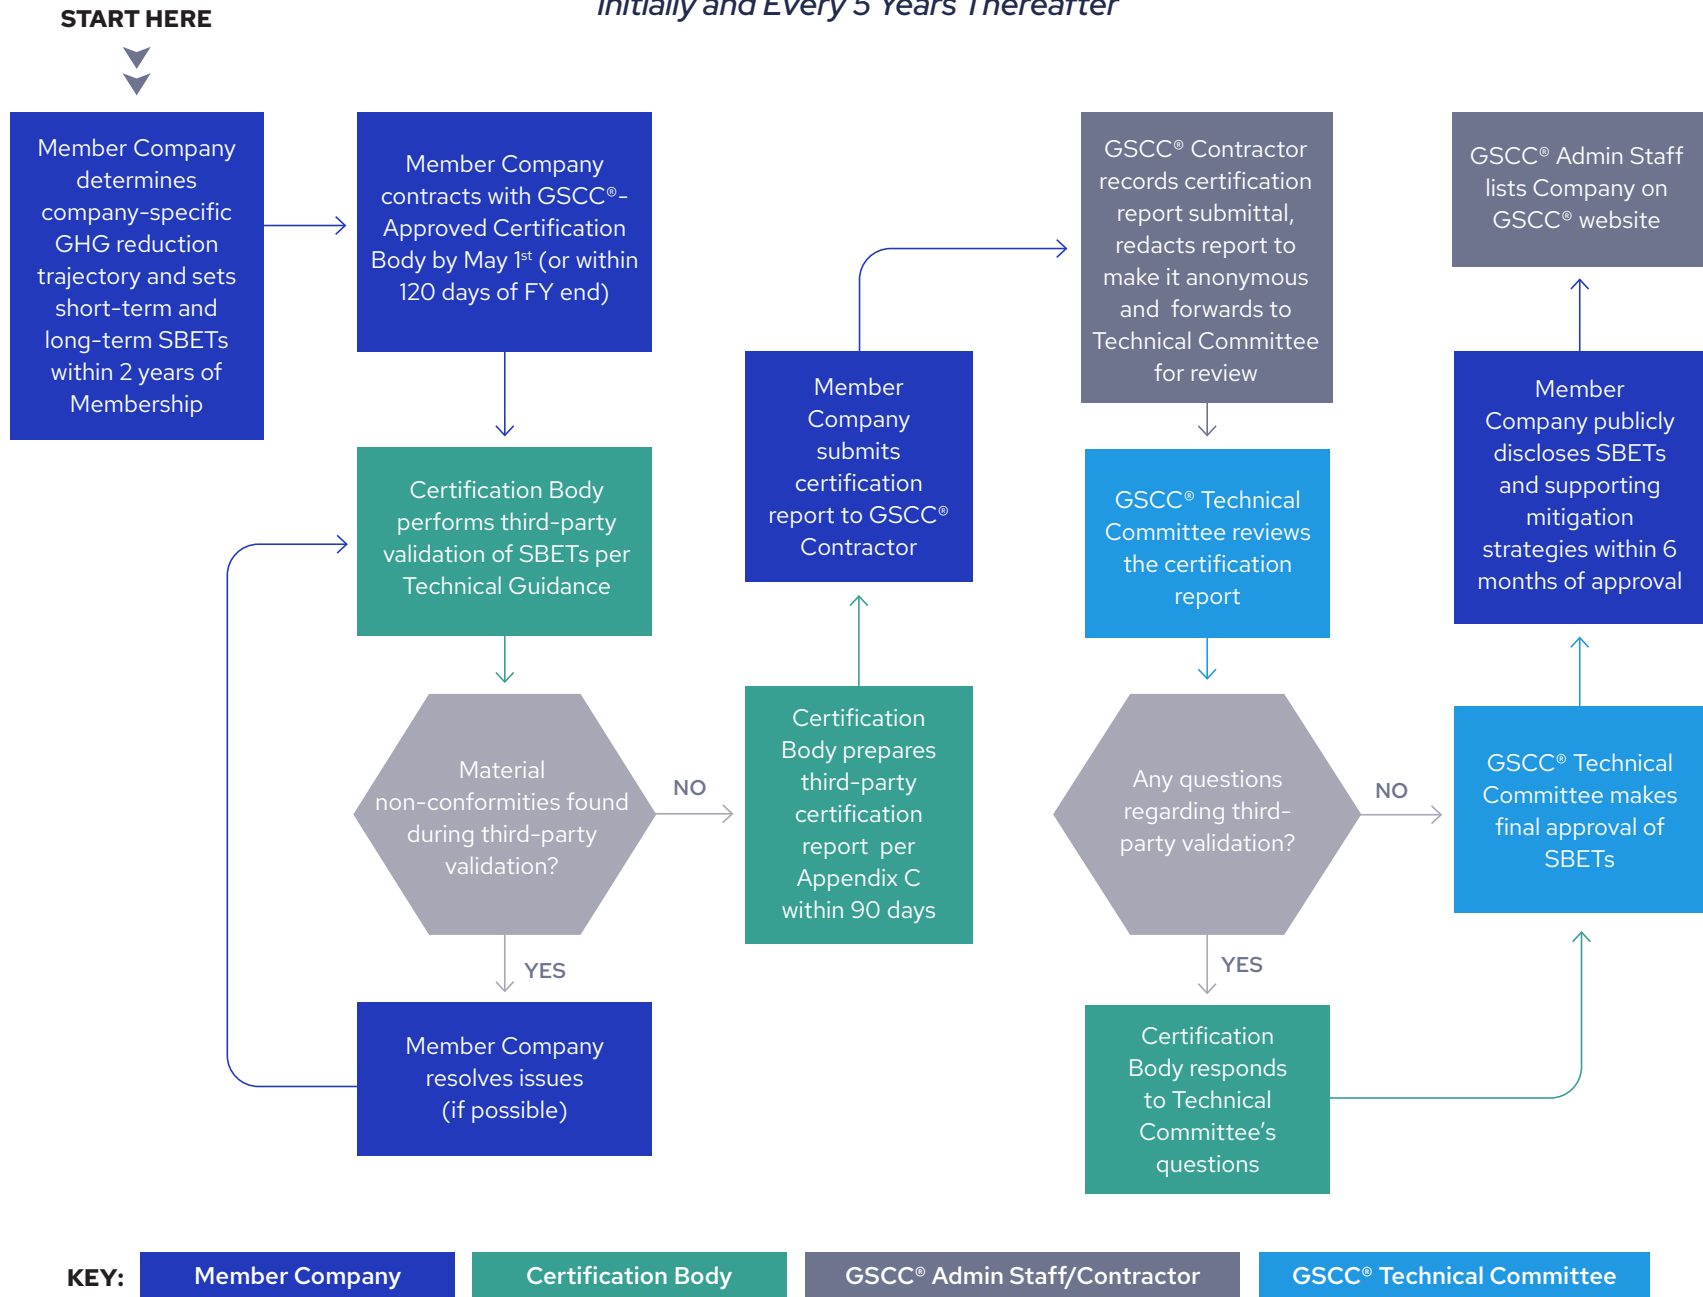 Initially and Every 5 Years Thereafter
START HERE
Member Company
determines
company-specific
GHG reduction
trajectory and sets
short-term and
long-term SBETs
within 2 years of
Membership
Member Company
contracts with GSCC®-
Approved Certification
Body by May 1st (or within
120 days of FY end)
Certification Body
performs third-party
validation of SBETs per
Technical Guidance
Material
non-conformities found
during third-party
validation?
NO
YES
Member Company
resolves issues
(if possible)
Certification
Body prepares
third-party
certification
report per
Appendix C
within 90 days
Member
Company
submits
certification
report to GSCC®
Contractor
GSCC® Contractor
records certification
report submittal,
redacts report to
make it anonymous
and forwards to
Technical Committee
for review
GSCC® Technical
Committee reviews
the certification
report
Any questions
regarding third-
party validation?
NO
YES
Certification
Body responds
to Technical
Committee’s
questions
GSCC® Technical
Committee makes
final approval of
SBETs
Member
Company publicly
discloses SBETs
and supporting
mitigation
strategies within 6
months of approval
GSCC® Admin Staff
lists Company on
GSCC® website
KEY:
Member Company
Certification Body
GSCC® Admin Staff/Contractor
GSCC® Technical Committee